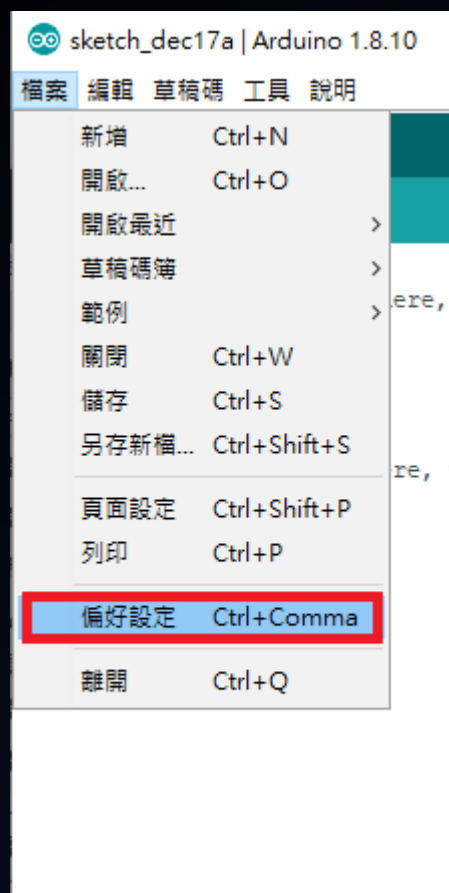 sketch_dec17a | Arduino 1.8.10
檔案 編輯 草稿碼 工具 說明
新增 Ctrl+N
開啟... Ctrl+O
開啟最近
草稿碼簿
範例
ere,
關閉 Ctrl+W
儲存 Ctrl+S
另存新檔... Ctrl+Shift+S
re,
頁面設定 Ctrl+Shift+P
列印 Ctrl+P
偏好設定 Ctrl+Comma
離開 Ctrl+Q